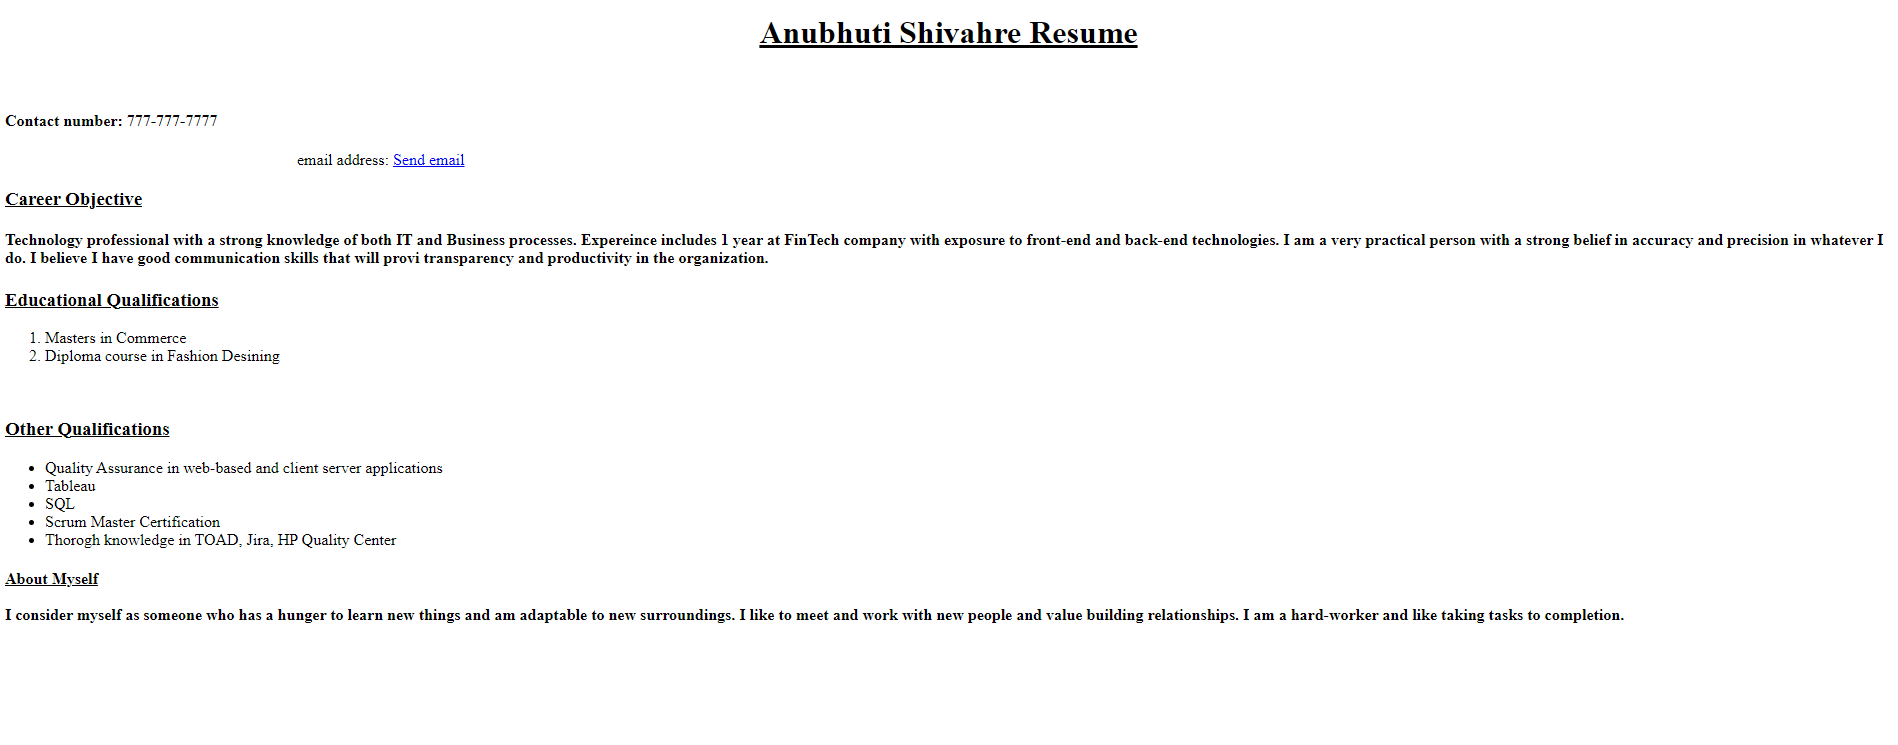 Anubhuti Shivahre Resume
Contact number: 777-777-7777
email address: Send email
Career Objective
Technology professional with a strong knowledge of both IT and Business processes. Expereince includes 1 year at FinTech company with exposure to front-end and back-end technologies. I am a very practical person with a strong belief in accuracy and precision in whatever I
do. I believe I have good communication skills that will provi transparency and productivity in the organization.
Educational Qualifications
1. Masters in Commerce
2. Diploma course in Fashion Desining
Other Qualifications
• Quality Assurance in web-based and client server applications
• Tableau
• SQL
• Scrum Master Certification
• Thorogh knowledge in TOAD, Jira, HP Quality Center
About Myself
I consider myself as someone who has a hunger to learn new things and am adaptable to new surroundings. I like to meet and work with new people and value building relationships. I am a hard-worker and like taking tasks to completion.